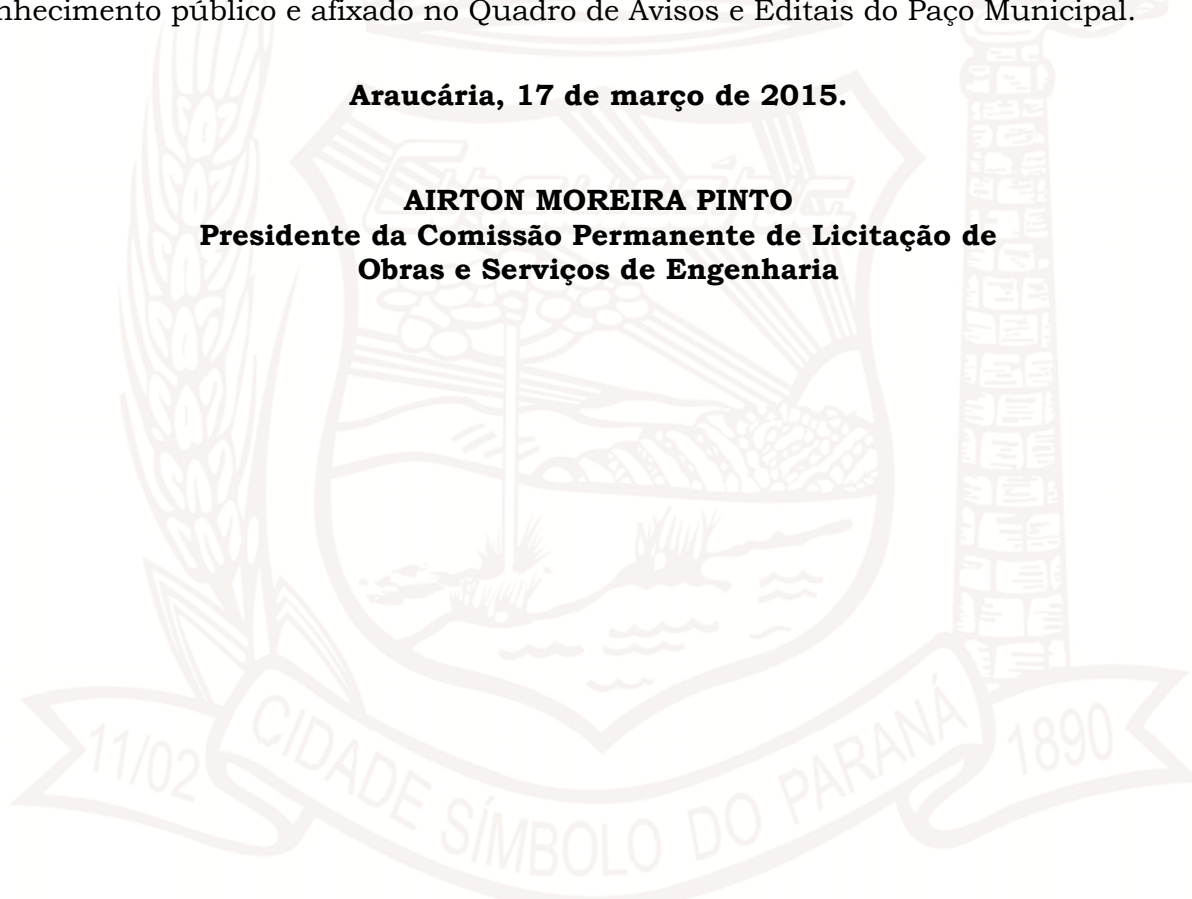 nhecimento público e afixado no Quadro de Avisos e Editais do Paço Municipal.
Araucária, 17 de março de 2015.
AIRTON MOREIRA PINTO
Presidente da Comissão Permanente de Licitação de
Obras e Serviços de Engenharia
11/02
CIDADE SÍMBOLO DO PARANÁ
1890